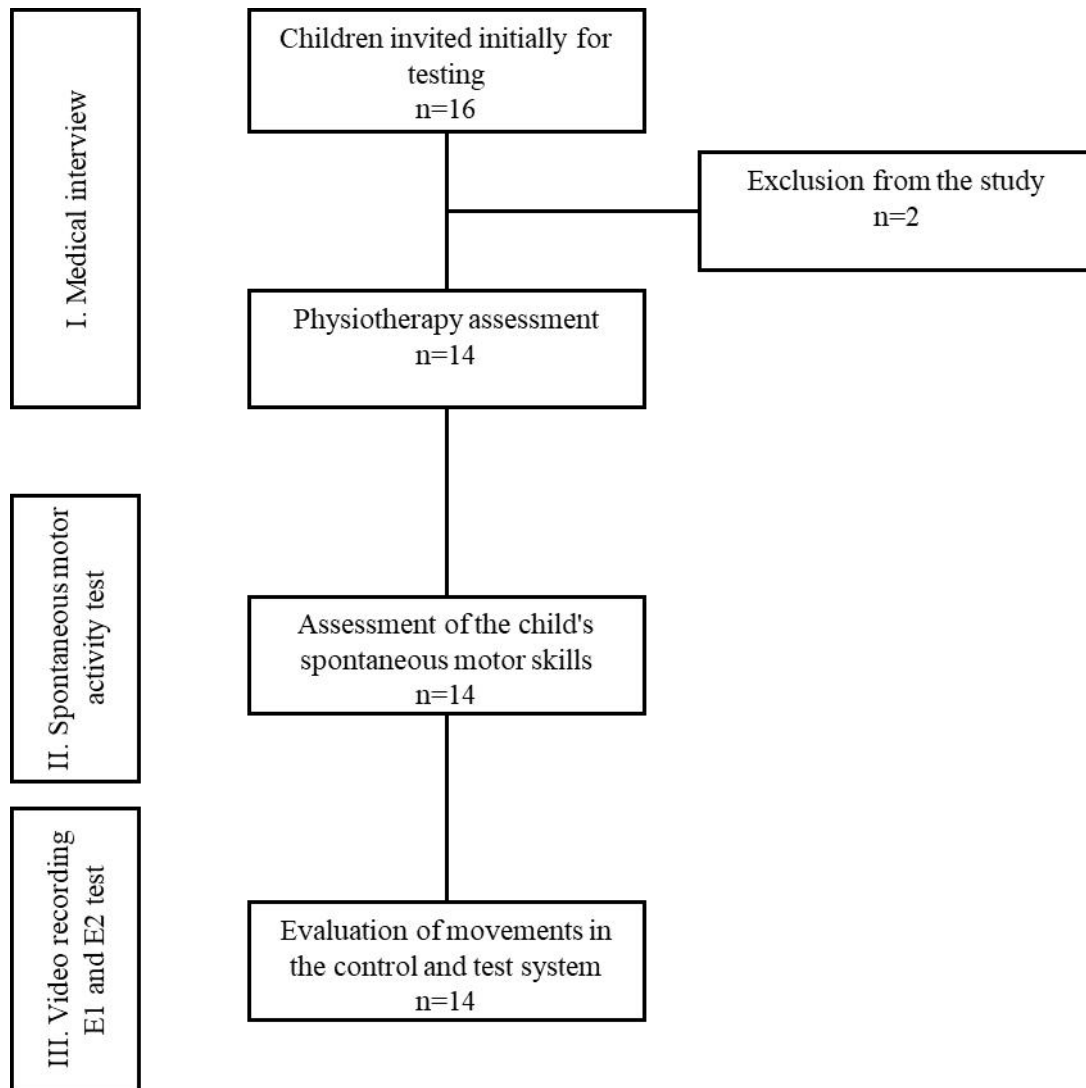 I. Medical interview
Children invited initially for
testing
n=16
Exclusion from the study
n=2
Physiotherapy assessment
n=14
II. Spontaneous motor
activity test
Assessment of the child's
spontaneous motor skills
n=14
III. Video recording
E1 and E2 test
Evaluation of movements in
the control and test system
n=14